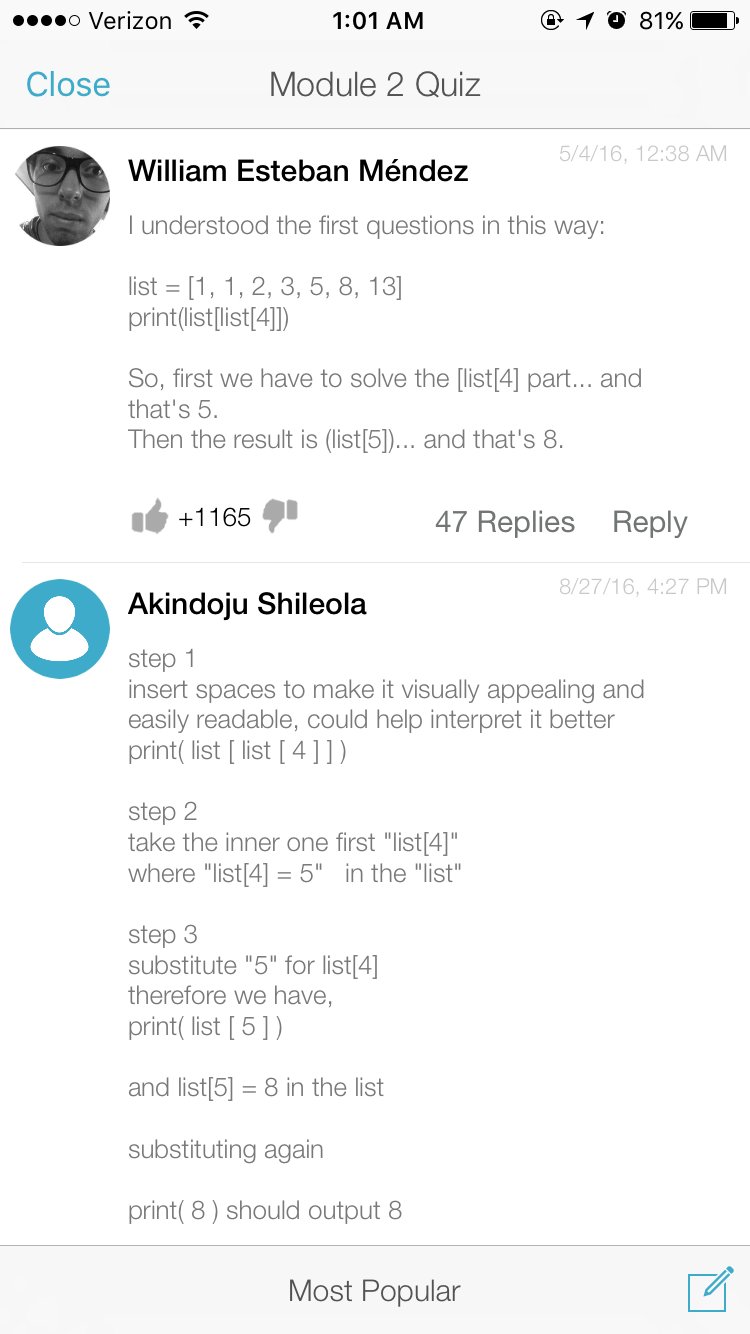 Verizon 1:01 AM 81%
Close Module 2 Quiz
William Esteban Méndez 5/4/16, 12:38 AM
I understood the first questions in this way:
list = [1, 1, 2, 3, 5, 8, 13]
print(list[list[4]])
So, first we have to solve the [list[4] part... and
that's 5.
Then the result is (list[5])... and that's 8.
+1165 47 Replies Reply
Akindoju Shileola 8/27/16, 4:27 PM
step 1
insert spaces to make it visually appealing and
easily readable, could help interpret it better
print( list [ list [ 4 ] ] )
step 2
take the inner one first "list[4]"
where "list[4] = 5"   in the "list"
step 3
substitute "5" for list[4]
therefore we have,
print( list [ 5 ] )
and list[5] = 8 in the list
substituting again
print( 8 ) should output 8
Most Popular